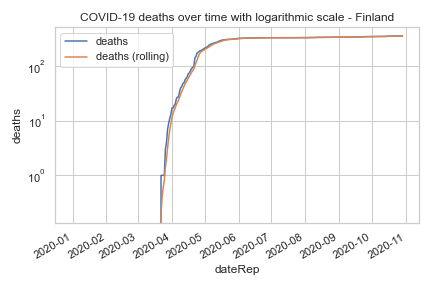 COVID-19 deaths over time with logarithmic scale - Finland
deaths
deaths (rolling)
10²
10¹
10⁰
deaths
2020-01
2020-02
2020-03
2020-04
2020-05
2020-06
2020-07
2020-08
2020-09
2020-10
2020-11
dateRep